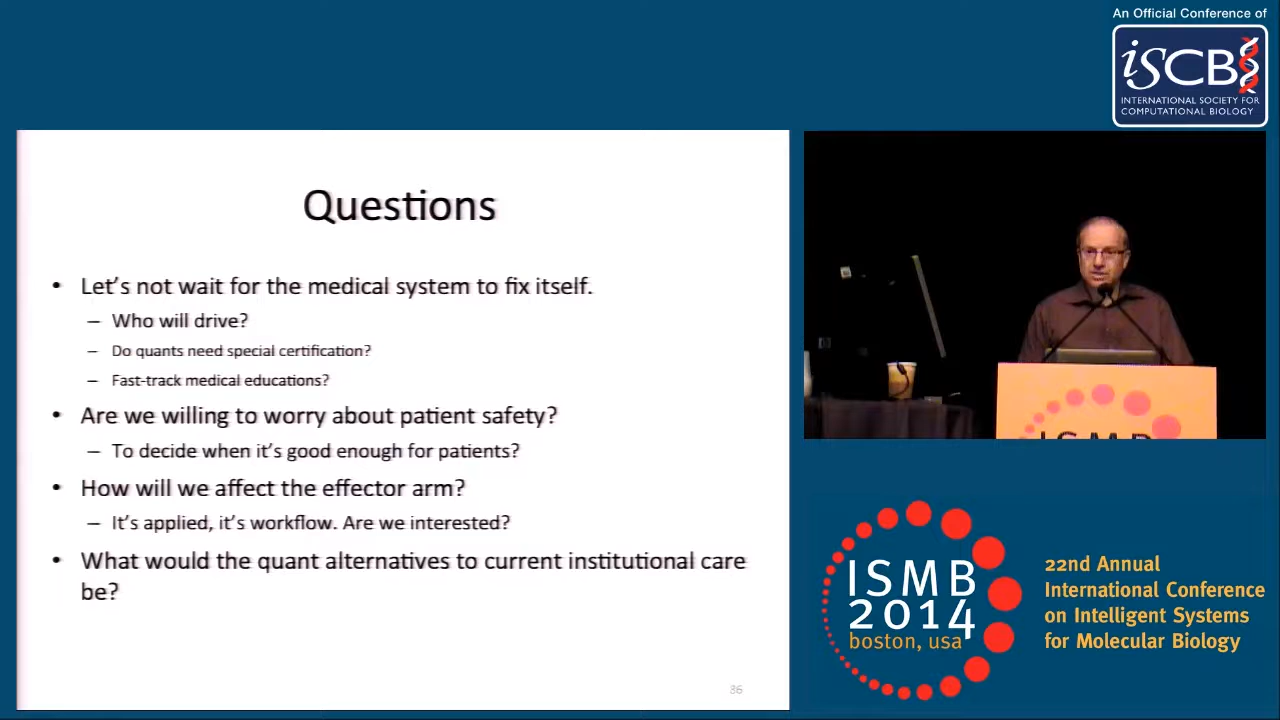 An Official Conference of
iSCB
INTERNATIONAL SOCIETY FOR
COMPUTATIONAL BIOLOGY
Questions
• Let's not wait for the medical system to fix itself.
– Who will drive?
– Do quants need special certification?
– Fast-track medical educations?
• Are we willing to worry about patient safety?
– To decide when it's good enough for patients?
• How will we affect the effector arm?
– It's applied, it's workflow. Are we interested?
• What would the quant alternatives to current institutional care
be?
36
ISMB
ISMB
2014
boston, usa
22nd Annual
International Conference
on Intelligent Systems
for Molecular Biology